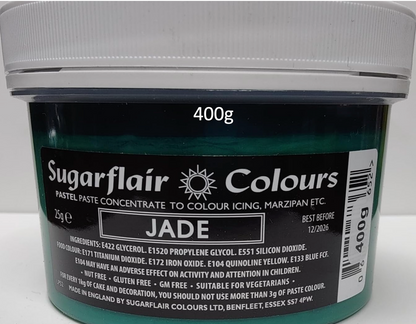 400g
Sugarflair Colours
PASTEL PASTE CONCENTRATE TO COLOUR ICING, MARZIPAN ETC.
25g e
JADE
BEST BEFORE
12/2026
INGREDIENTS: E422 GLYCEROL. E1520 PROPYLENE GLYCOL. E551 SILICON DIOXIDE.
FOOD COLOUR: E171 TITANIUM DIOXIDE. E172 IRON OXIDE. E104 QUINOLINE YELLOW. E133 BLUE FCF.
E104 MAY HAVE AN ADVERSE EFFECT ON ACTIVITY AND ATTENTION IN CHILDREN.
• NUT FREE • GLUTEN FREE • GM FREE • SUITABLE FOR VEGETARIANS •
FOR EVERY 1kg OF CAKE AND DECORATION, YOU SHOULD NOT USE MORE THAN 3g OF PASTE COLOUR.
MADE IN ENGLAND BY SUGARFLAIR COLOURS LTD, BENFLEET, ESSEX SS7 4PW.
400g